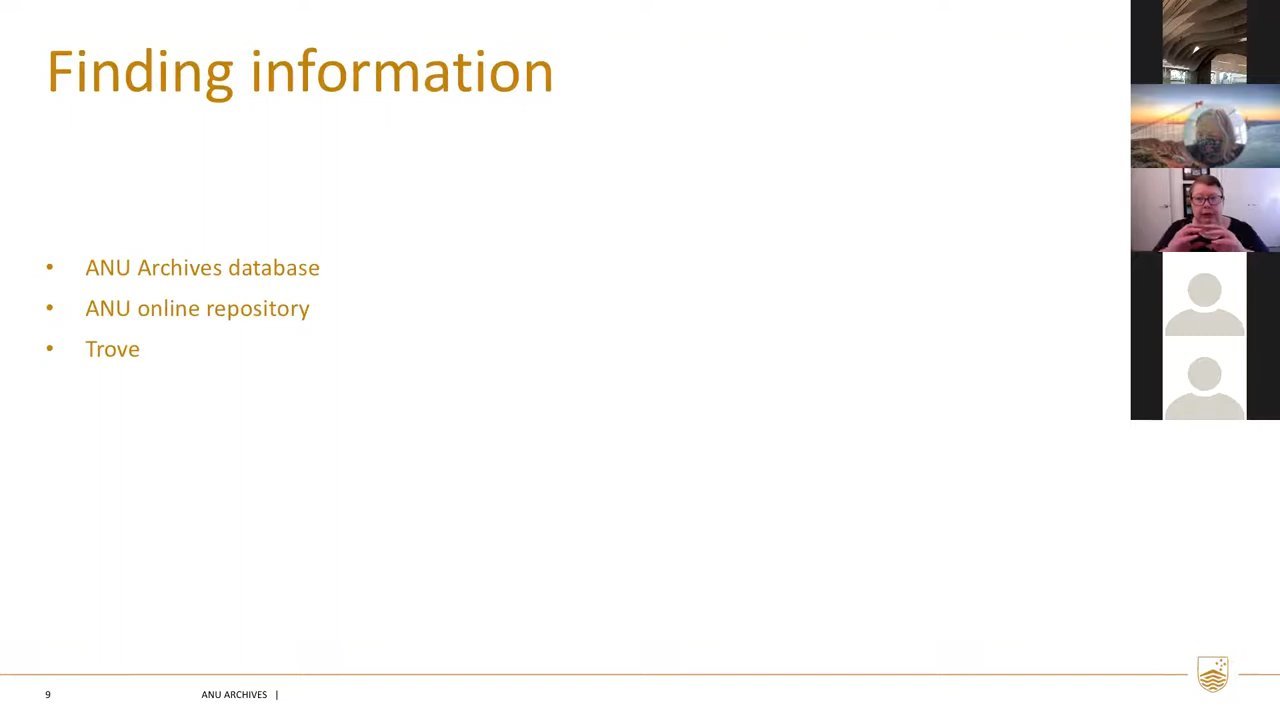 Finding information
• ANU Archives database
• ANU online repository
• Trove
9 ANU ARCHIVES |